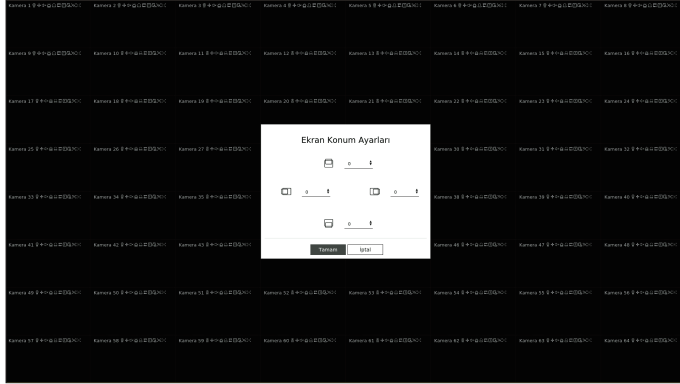 Kamera 1 Kamera 2 Kamera 3 Kamera 4 Kamera 5 Kamera 6 Kamera 7 Kamera 8
Kamera 9 Kamera 10 Kamera 11 Kamera 12 Kamera 13 Kamera 14 Kamera 15 Kamera 16
Kamera 17 Kamera 18 Kamera 19 Kamera 20 Kamera 21 Kamera 22 Kamera 23 Kamera 24
Ekran Konum Ayarları
Kamera 25 Kamera 26 Kamera 27 Kamera 30 Kamera 31 Kamera 32
0
0 0
Kamera 33 Kamera 34 Kamera 35 Kamera 38 Kamera 39 Kamera 40
0
Kamera 41 Kamera 42 Kamera 43 Kamera 46 Kamera 47 Kamera 48
Tamam İptal
Kamera 49 Kamera 50 Kamera 51 Kamera 52 Kamera 53 Kamera 54 Kamera 55 Kamera 56
Kamera 57 Kamera 58 Kamera 59 Kamera 60 Kamera 61 Kamera 62 Kamera 63 Kamera 64